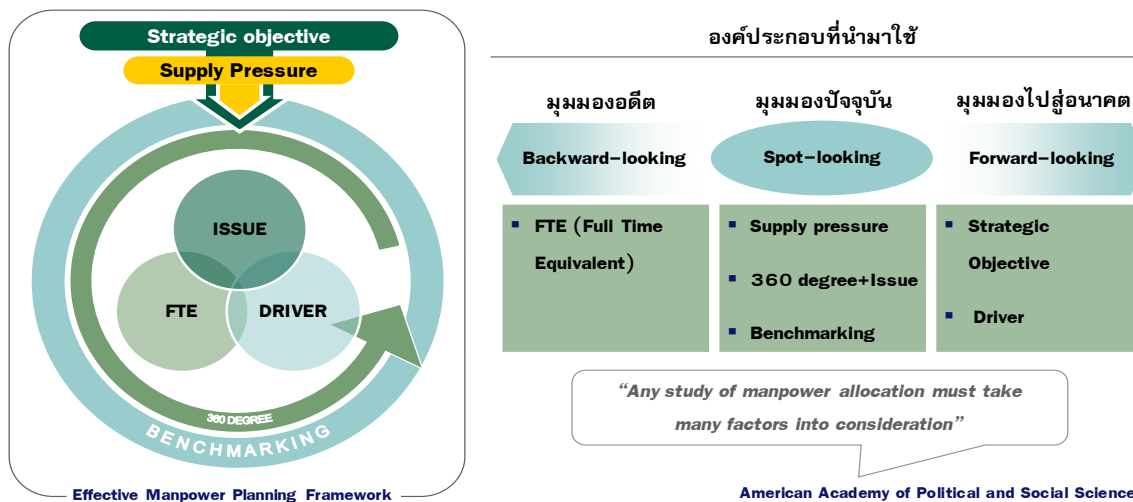 Strategic objective
Supply Pressure
ISSUE
FTE
DRIVER
360 DEGREE
BENCHMARKING
Effective Manpower Planning Framework
องค์ประกอบที่นำมาใช้
มุมมองอดีต
มุมมองปัจจุบัน
มุมมองไปสู่อนาคต
Backward-looking
Spot-looking
Forward-looking
▪ FTE (Full Time
Equivalent)
▪ Supply pressure
▪ 360 degree+Issue
▪ Benchmarking
▪ Strategic
Objective
▪ Driver
“Any study of manpower allocation must take
many factors into consideration”
American Academy of Political and Social Science